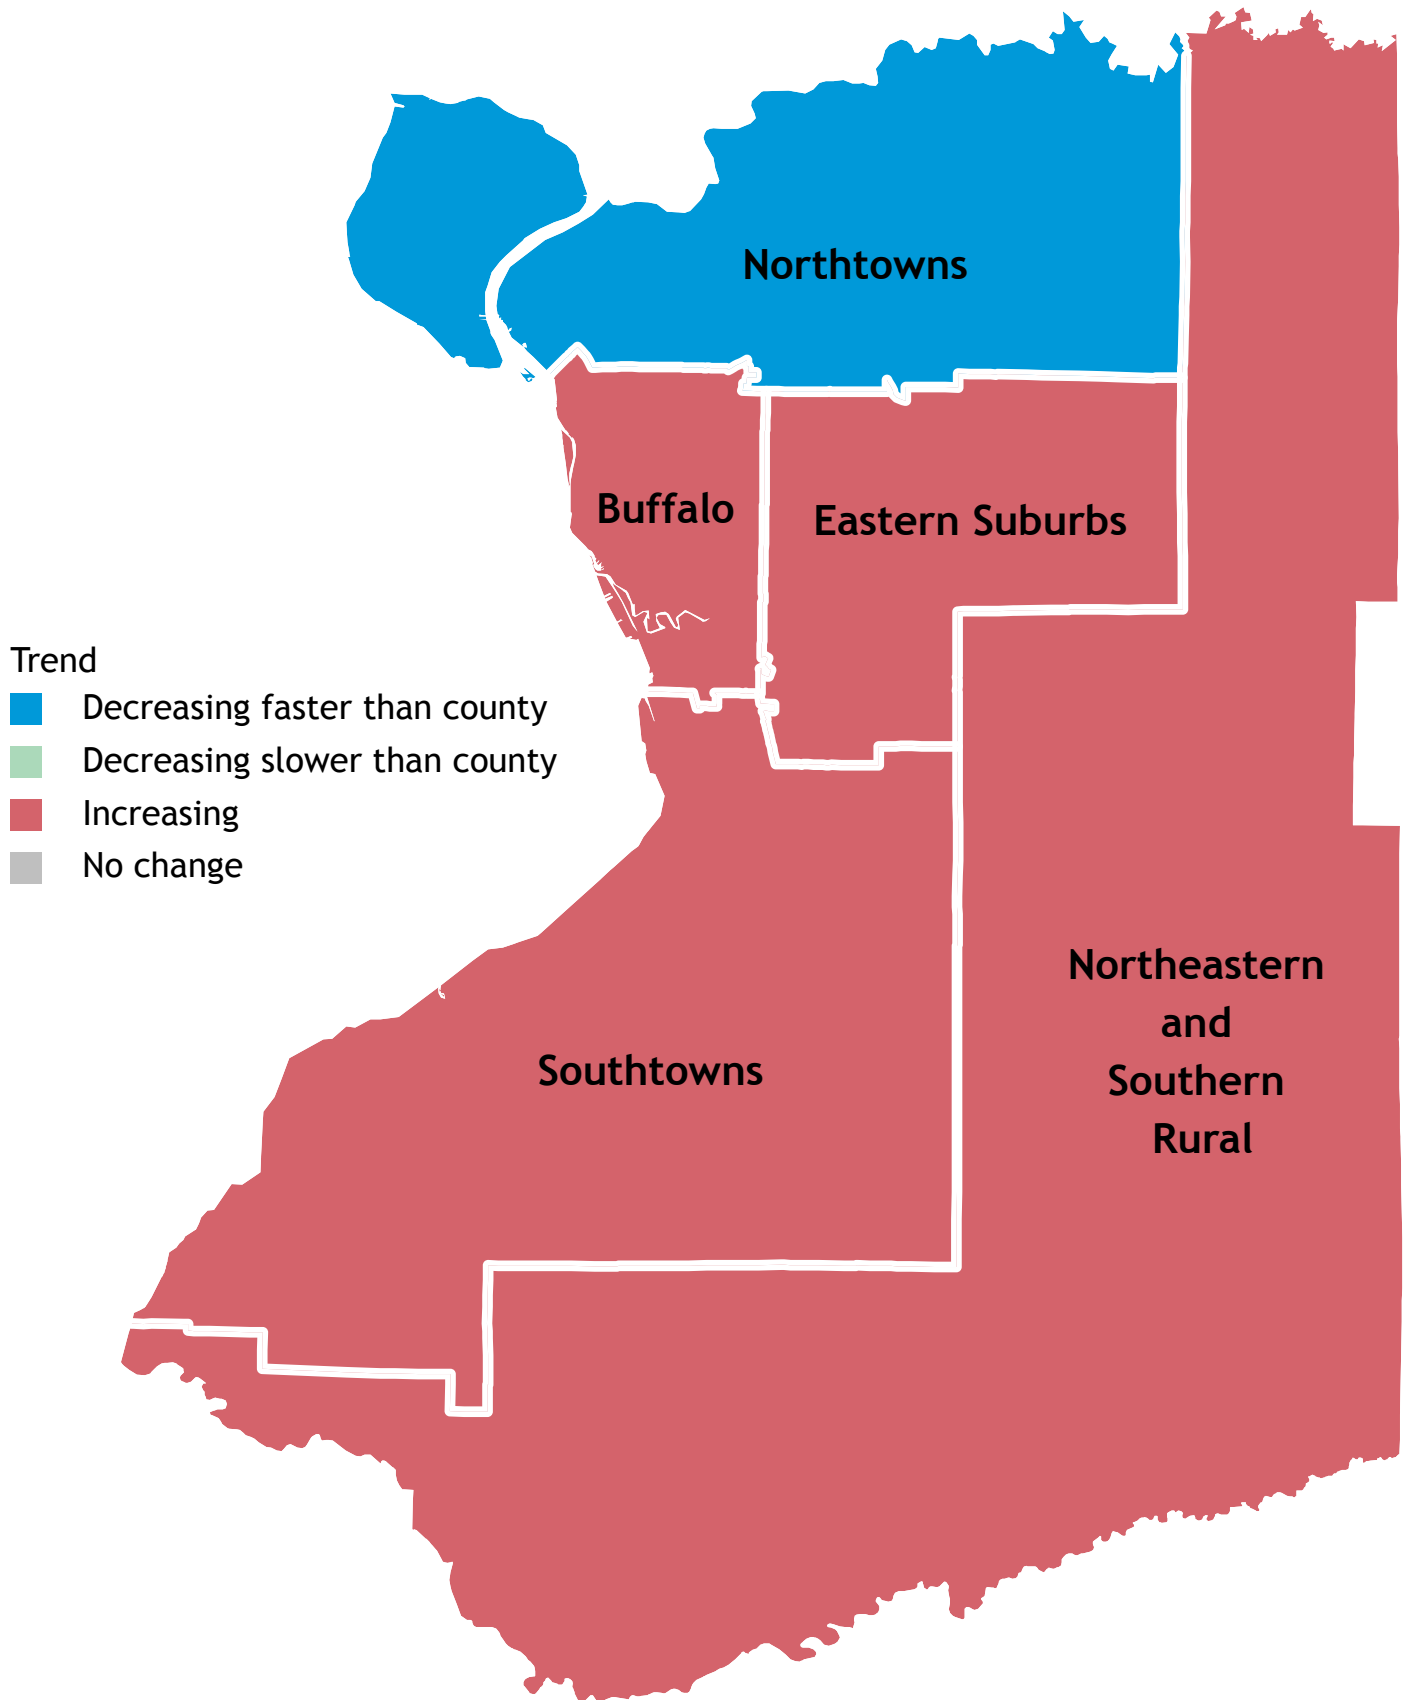 Northtowns
Buffalo
Eastern Suburbs
Trend
Decreasing faster than county
Decreasing slower than county
Increasing
No change
Northeastern
and
Southern
Rural
Southtowns